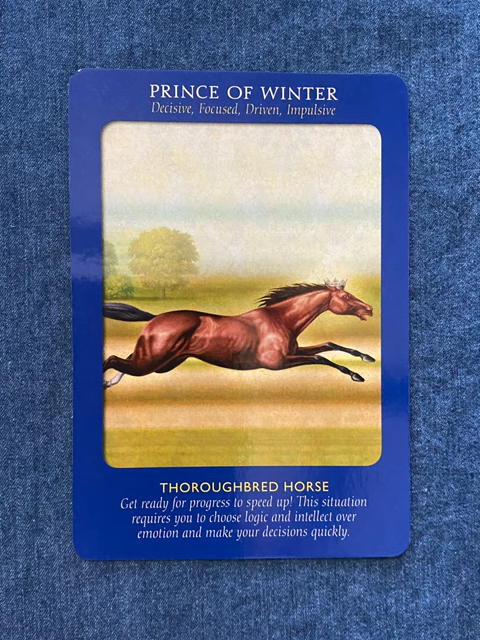 PRINCE OF WINTER
Decisive, Focused, Driven, Impulsive
THOROUGHBRED HORSE
Get ready for progress to speed up! This situation
requires you to choose logic and intellect over
emotion and make your decisions quickly.